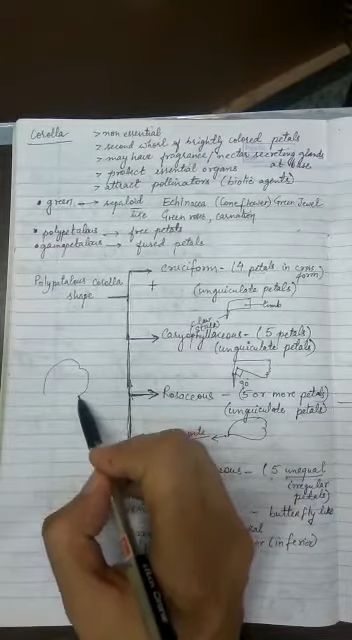 Corolla > non essential
> second whorl of brightly colored petals
> may have fragrance/nectar secreting glands
at base
> protect essential organs
> attract pollinators (biotic agents)
• green → sepaloid Echinacea (Coneflower) Green Jewel
like Green rose, carnation
• polypetalous → free petals
• gamopetalous → fused petals
Polypetalous corolla
shape
→ cruciform - (4 petals in cross
form)
+ (unguiculate petals)
limb
claw
→ Caryophyllaceous - (5 petals)
(unguiculate petals)
90
→ Rosaceous - (5 or more petals
(unguiculate petals)
- (5 unequal
irregular
petals)
- butterfly like
(inferior)